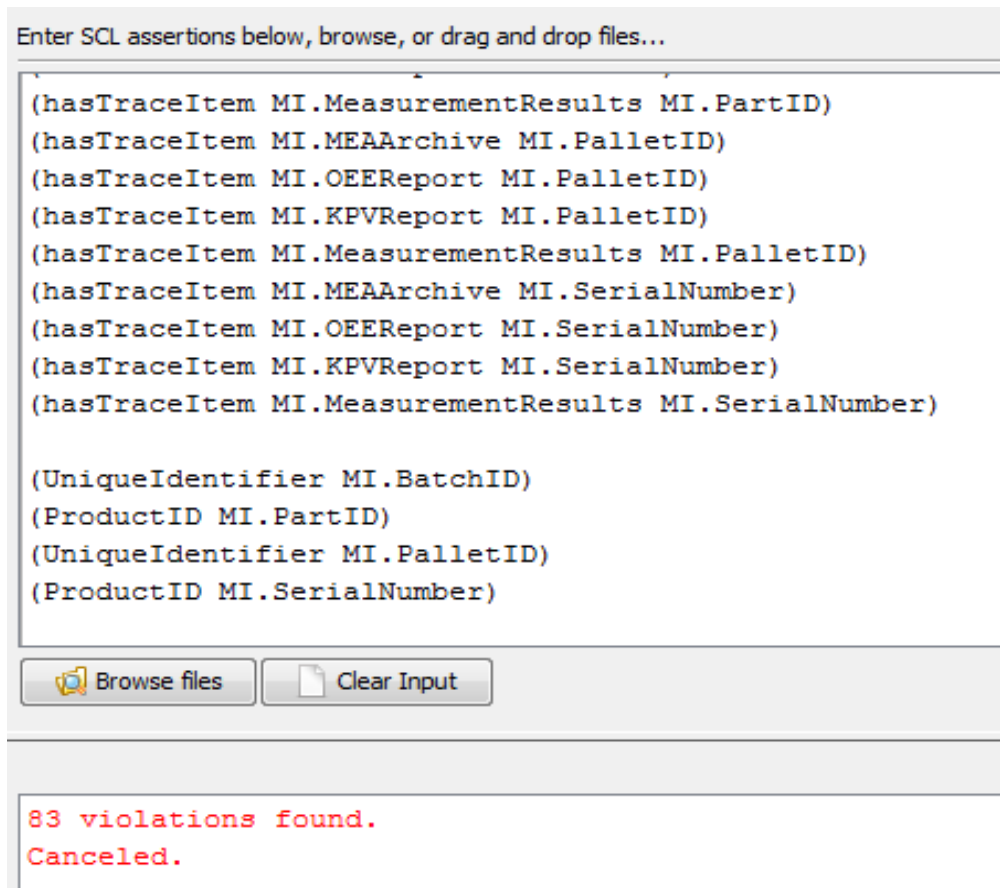 Enter SCL assertions below, browse, or drag and drop files...
(hasTraceItem MI.MeasurementResults MI.PartID)
(hasTraceItem MI.MEAArchive MI.PalletID)
(hasTraceItem MI.OEEReport MI.PalletID)
(hasTraceItem MI.KPVReport MI.PalletID)
(hasTraceItem MI.MeasurementResults MI.PalletID)
(hasTraceItem MI.MEAArchive MI.SerialNumber)
(hasTraceItem MI.OEEReport MI.SerialNumber)
(hasTraceItem MI.KPVReport MI.SerialNumber)
(hasTraceItem MI.MeasurementResults MI.SerialNumber)
(UniqueIdentifier MI.BatchID)
(ProductID MI.PartID)
(UniqueIdentifier MI.PalletID)
(ProductID MI.SerialNumber)
Browse files
Clear Input
83 violations found.
Canceled.